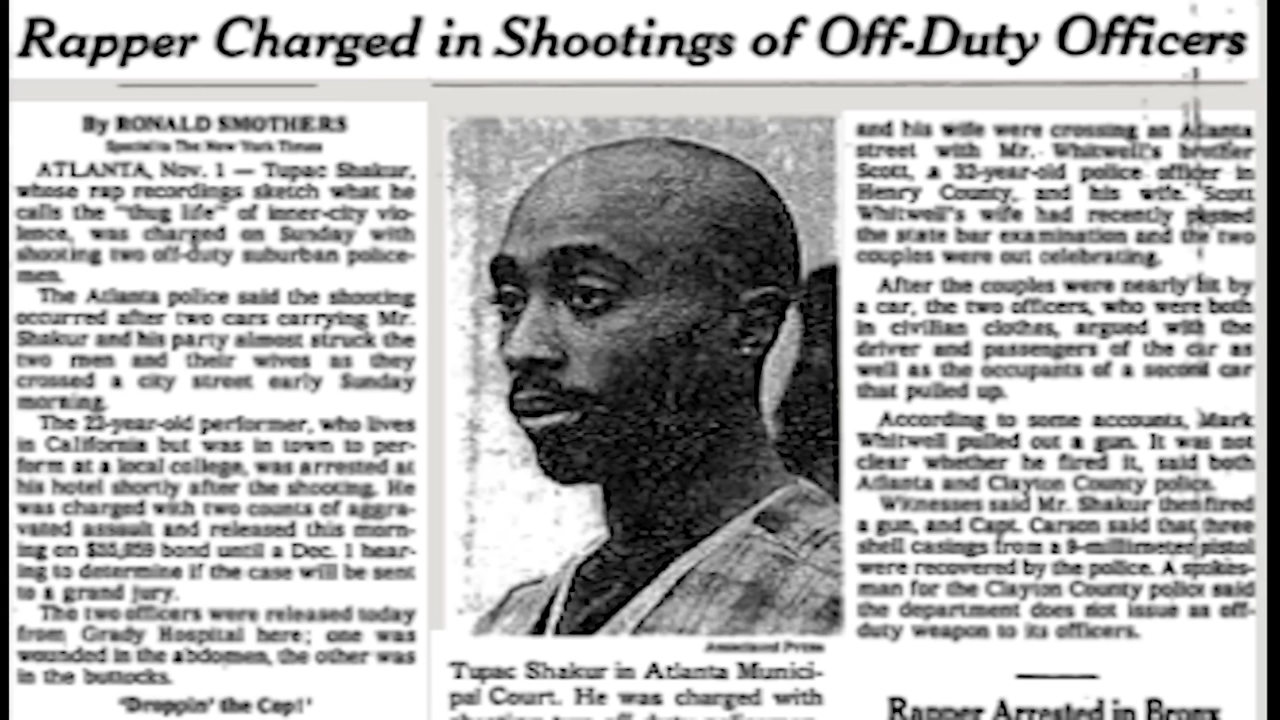 Rapper Charged in Shootings of Off-Duty Officers
By RONALD SMOTHERS
Special to The New York Times
ATLANTA, Nov. 1 — Tupac Shakur,
whose rap recordings sketch what he
calls the "thug life" of inner-city vio-
lence, was charged on Sunday with
shooting two off-duty suburban police-
men.
The Atlanta police said the shooting
occurred after two cars carrying Mr.
Shakur and his party almost struck the
two men and their wives as they
crossed a city street early Sunday
morning.
The 22-year-old performer, who lives
in California but was in town to per-
form at a local college, was arrested at
his hotel shortly after the shooting. He
was charged with two counts of aggra-
vated assault and released this morn-
ing on bond until a Dec. 1 hear-
ing to determine if the case will be sent
to a grand jury.
The two officers were released today
from Grady Hospital here; one was
wounded in the abdomen, the other was
in the buttocks.
'Droppin' the Cop!'
Associated Press
Tupac Shakur in Atlanta Munici-
pal Court. He was charged with
shooting two off-duty policemen
and his wife were crossing an Atlanta
street with Mr. Whitwell's brother
Scott, a 32-year-old police officer in
Henry County, and his wife. Scott
Whitwell's wife had recently passed
the state bar examination and the two
couples were out celebrating.
After the couples were nearly hit by
a car, the two officers, who were both
in civilian clothes, argued with the
driver and passengers of the car as
well as the occupants of a second car
that pulled up.
According to some accounts, Mark
Whitwell pulled out a gun. It was not
clear whether he fired it, said both
Atlanta and Clayton County police.
Witnesses said Mr. Shakur then fired
a gun, and Capt. Carson said that three
shell casings from a 9-millimeter pistol
were recovered by the police. A spokes-
man for the Clayton County police said
the department does not issue as off-
duty weapon to its officers.
Rapper Arrested in Bronx